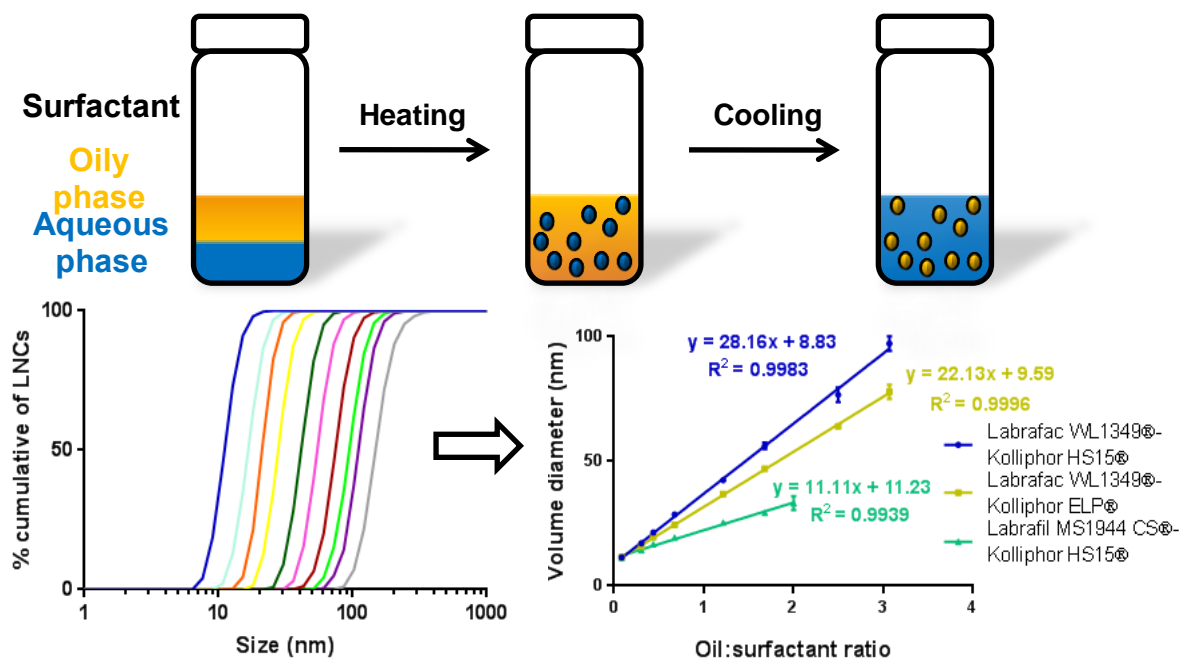 Surfactant
Heating
Cooling
Oily
phase
Aqueous
phase
% cumulative of LNCs
100
50
0
1
10
100
1000
Size (nm)
Volume diameter (nm)
100
50
0
0
1
2
3
4
Oil:surfactant ratio
y = 28.16x + 8.83
R² = 0.9983
y = 22.13x + 9.59
R² = 0.9996
y = 11.11x + 11.23
R² = 0.9939
Labrafac WL1349®-
Kolliphor HS15®
Labrafac WL1349®-
Kolliphor ELP®
Labrafil MS1944 CS®-
Kolliphor HS15®